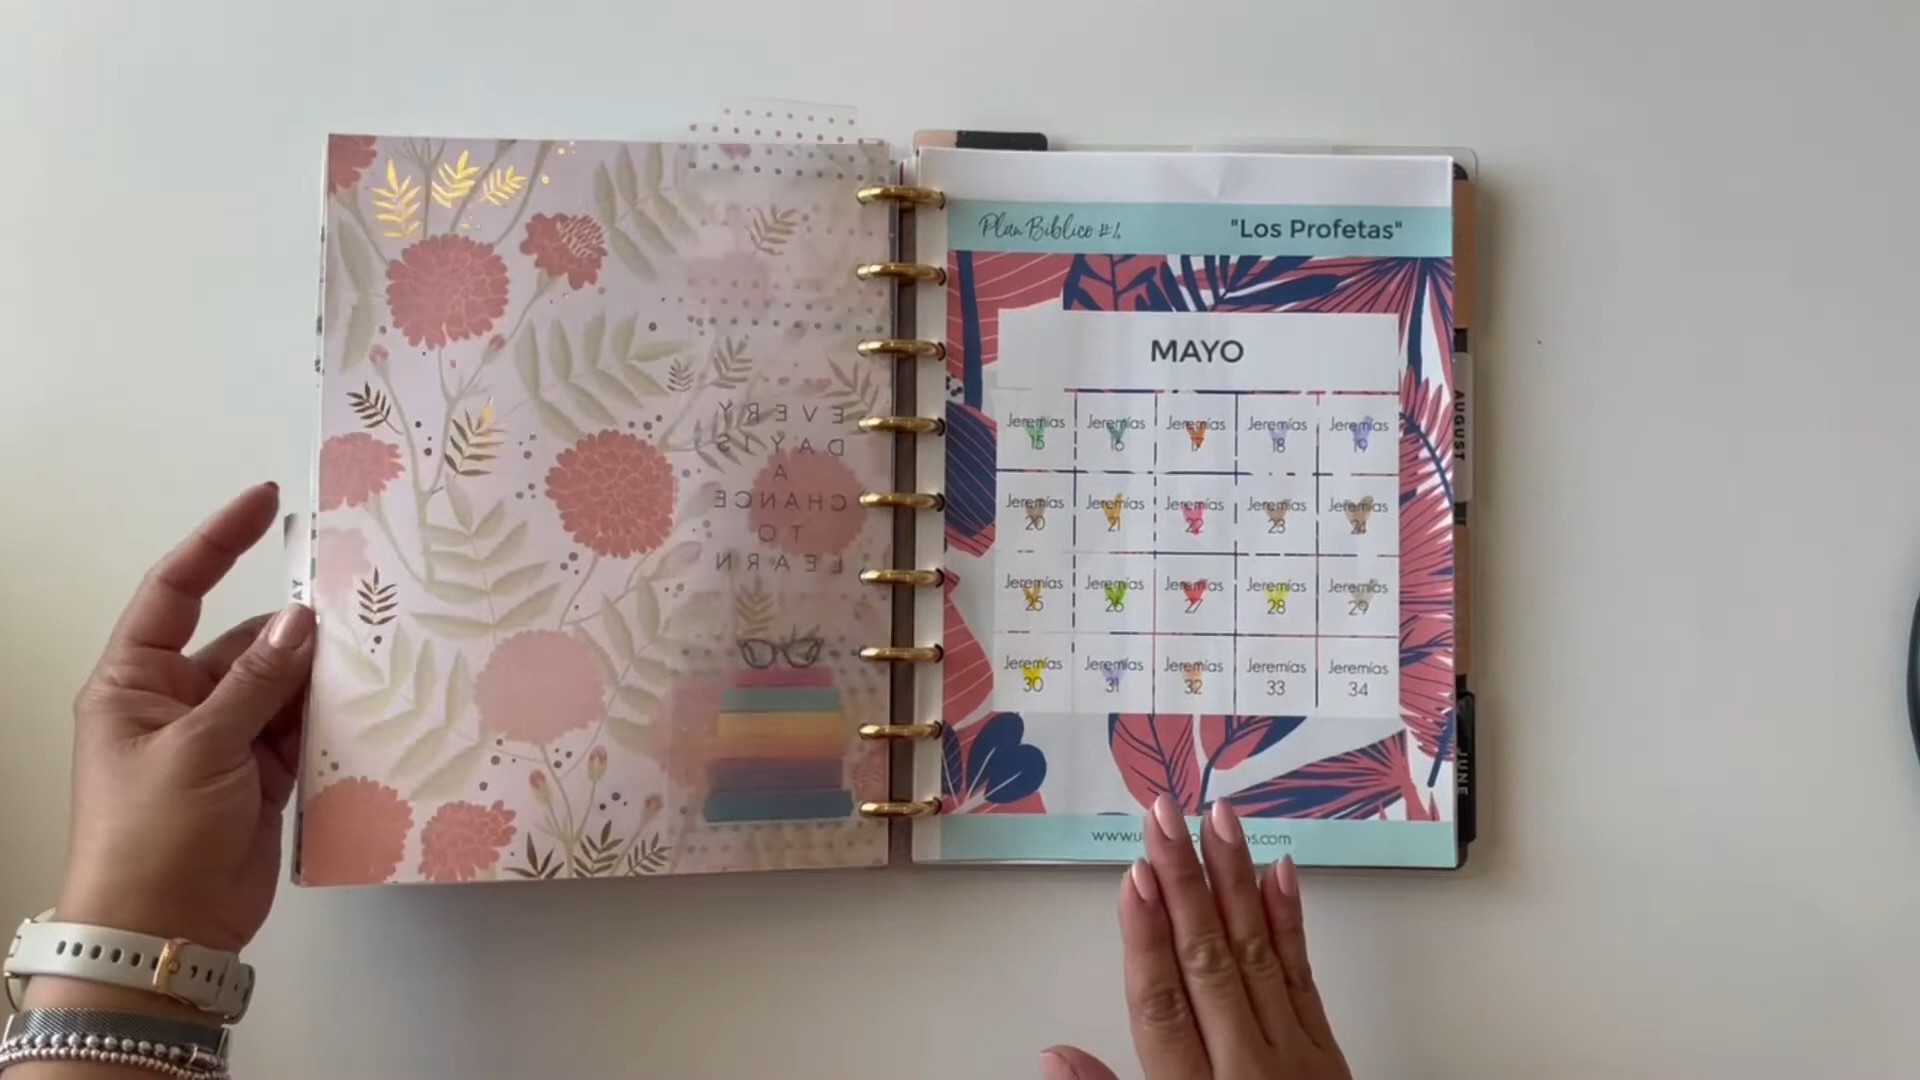 EVERY
DAY IS
A
CHANCE
TO
LEARN
Plan Bíblico #4
"Los Profetas"
MAYO
Jeremías 15
Jeremías 16
Jeremías 17
Jeremías 18
Jeremías 19
Jeremías 20
Jeremías 21
Jeremías 22
Jeremías 23
Jeremías 24
Jeremías 25
Jeremías 26
Jeremías 27
Jeremías 28
Jeremías 29
Jeremías 30
Jeremías 31
Jeremías 32
Jeremías 33
Jeremías 34
AUGUST
JUNE